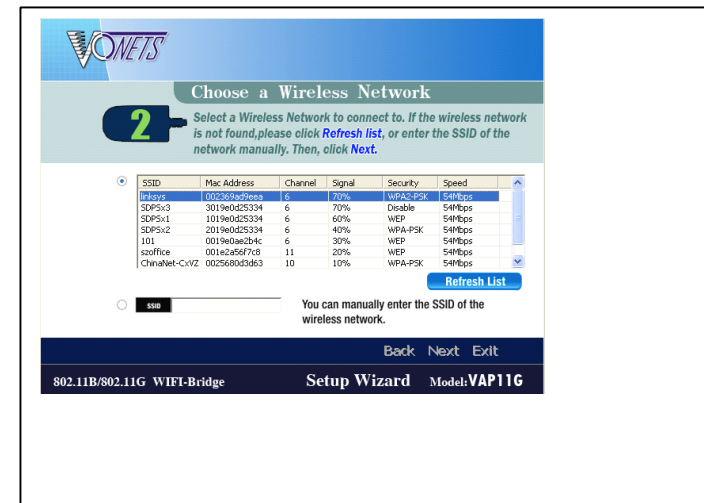 VONETS
Choose a Wireless Network
2
Select a Wireless Network to connect to. If the wireless network
is not found,please click Refresh list, or enter the SSID of the
network manually. Then, click Next.
SSID Mac Address Channel Signal Security Speed
linksys 002369ad9eea 6 70% WPA2-PSK 54Mbps
SDPSx3 3019e0d25334 6 70% Disable 54Mbps
SDPSx1 1019e0d25334 6 60% WEP 54Mbps
SDPSx2 2019e0d25334 6 40% WPA-PSK 54Mbps
101 0019e0ae2b4c 6 30% WEP 54Mbps
szoffice 001e2a56f7c8 11 20% WEP 54Mbps
ChinaNet-CxVZ 0025680d3d63 10 10% WPA-PSK 54Mbps
Refresh List
SSID
You can manually enter the SSID of the
wireless network.
Back Next Exit
802.11B/802.11G WIFI-Bridge Setup Wizard Model:VAP11G